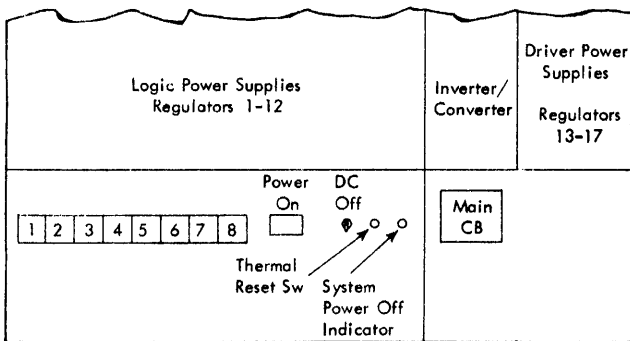 Logic Power Supplies
Regulators 1-12
Inverter/
Converter
Driver Power
Supplies
Regulators
13-17
Power
On
DC
Off
1 2 3 4 5 6 7 8
Main
CB
Thermal
Reset Sw
System
Power Off
Indicator